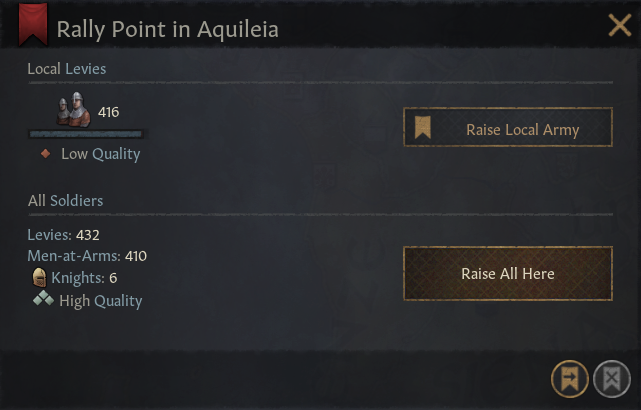 Rally Point in Aquileia
Local Levies
416
Low Quality
Raise Local Army
All Soldiers
Levies: 432
Men-at-Arms: 410
Knights: 6
High Quality
Raise All Here